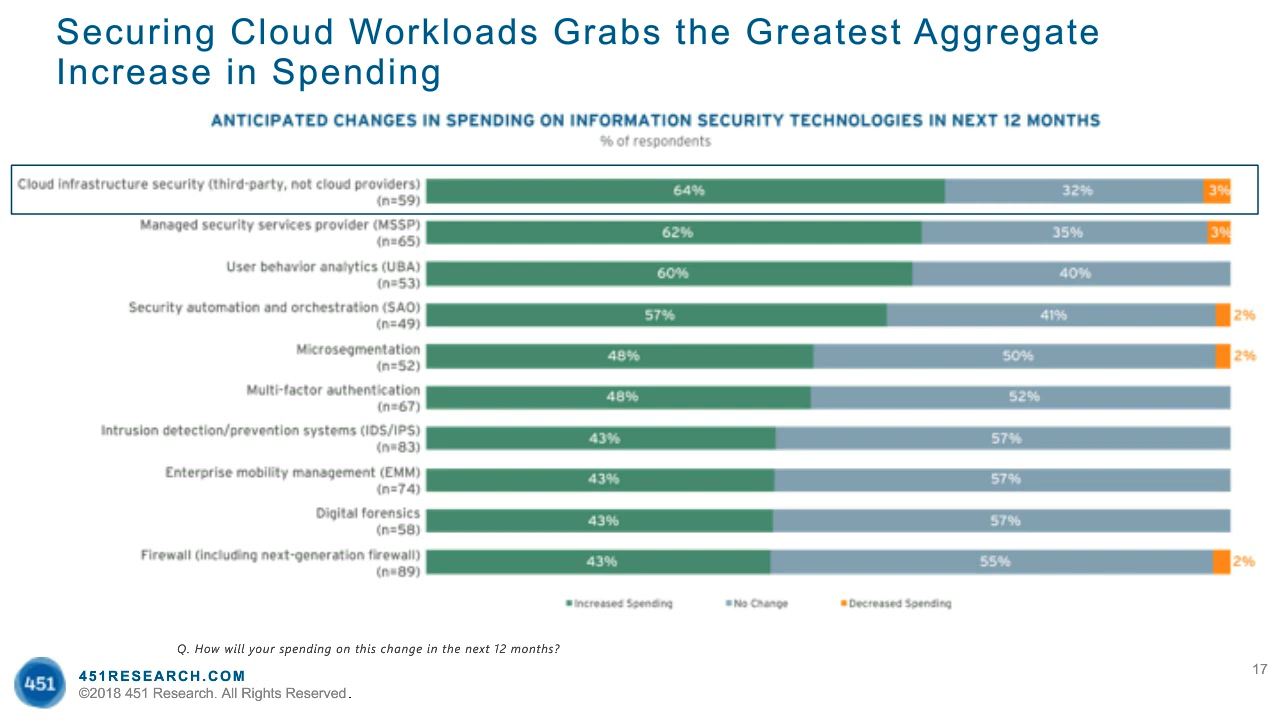 Securing Cloud Workloads Grabs the Greatest Aggregate
Increase in Spending
ANTICIPATED CHANGES IN SPENDING ON INFORMATION SECURITY TECHNOLOGIES IN NEXT 12 MONTHS
% of respondents
Cloud infrastructure security (third-party, not cloud providers)
(n=59)
64% 32% 3%
Managed security services provider (MSSP)
(n=65)
62% 35% 3%
User behavior analytics (UBA)
(n=53)
60% 40%
Security automation and orchestration (SAO)
(n=49)
57% 41% 2%
Microsegmentation
(n=52)
48% 50% 2%
Multi-factor authentication
(n=67)
48% 52%
Intrusion detection/prevention systems (IDS/IPS)
(n=83)
43% 57%
Enterprise mobility management (EMM)
(n=74)
43% 57%
Digital forensics
(n=58)
43% 57%
Firewall (including next-generation firewall)
(n=89)
43% 55% 2%
Increased Spending No Change Decreased Spending
Q. How will your spending on this change in the next 12 months?
451
451RESEARCH.COM
©2018 451 Research. All Rights Reserved.
17